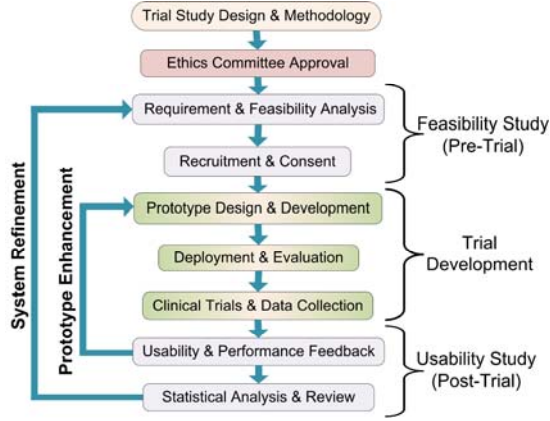 Trial Study Design & Methodology
Ethics Committee Approval
Requirement & Feasibility Analysis
Recruitment & Consent
Feasibility Study
(Pre-Trial)
Prototype Design & Development
Deployment & Evaluation
Clinical Trials & Data Collection
Trial
Development
Usability & Performance Feedback
Statistical Analysis & Review
Usability Study
(Post-Trial)
System Refinement
Prototype Enhancement